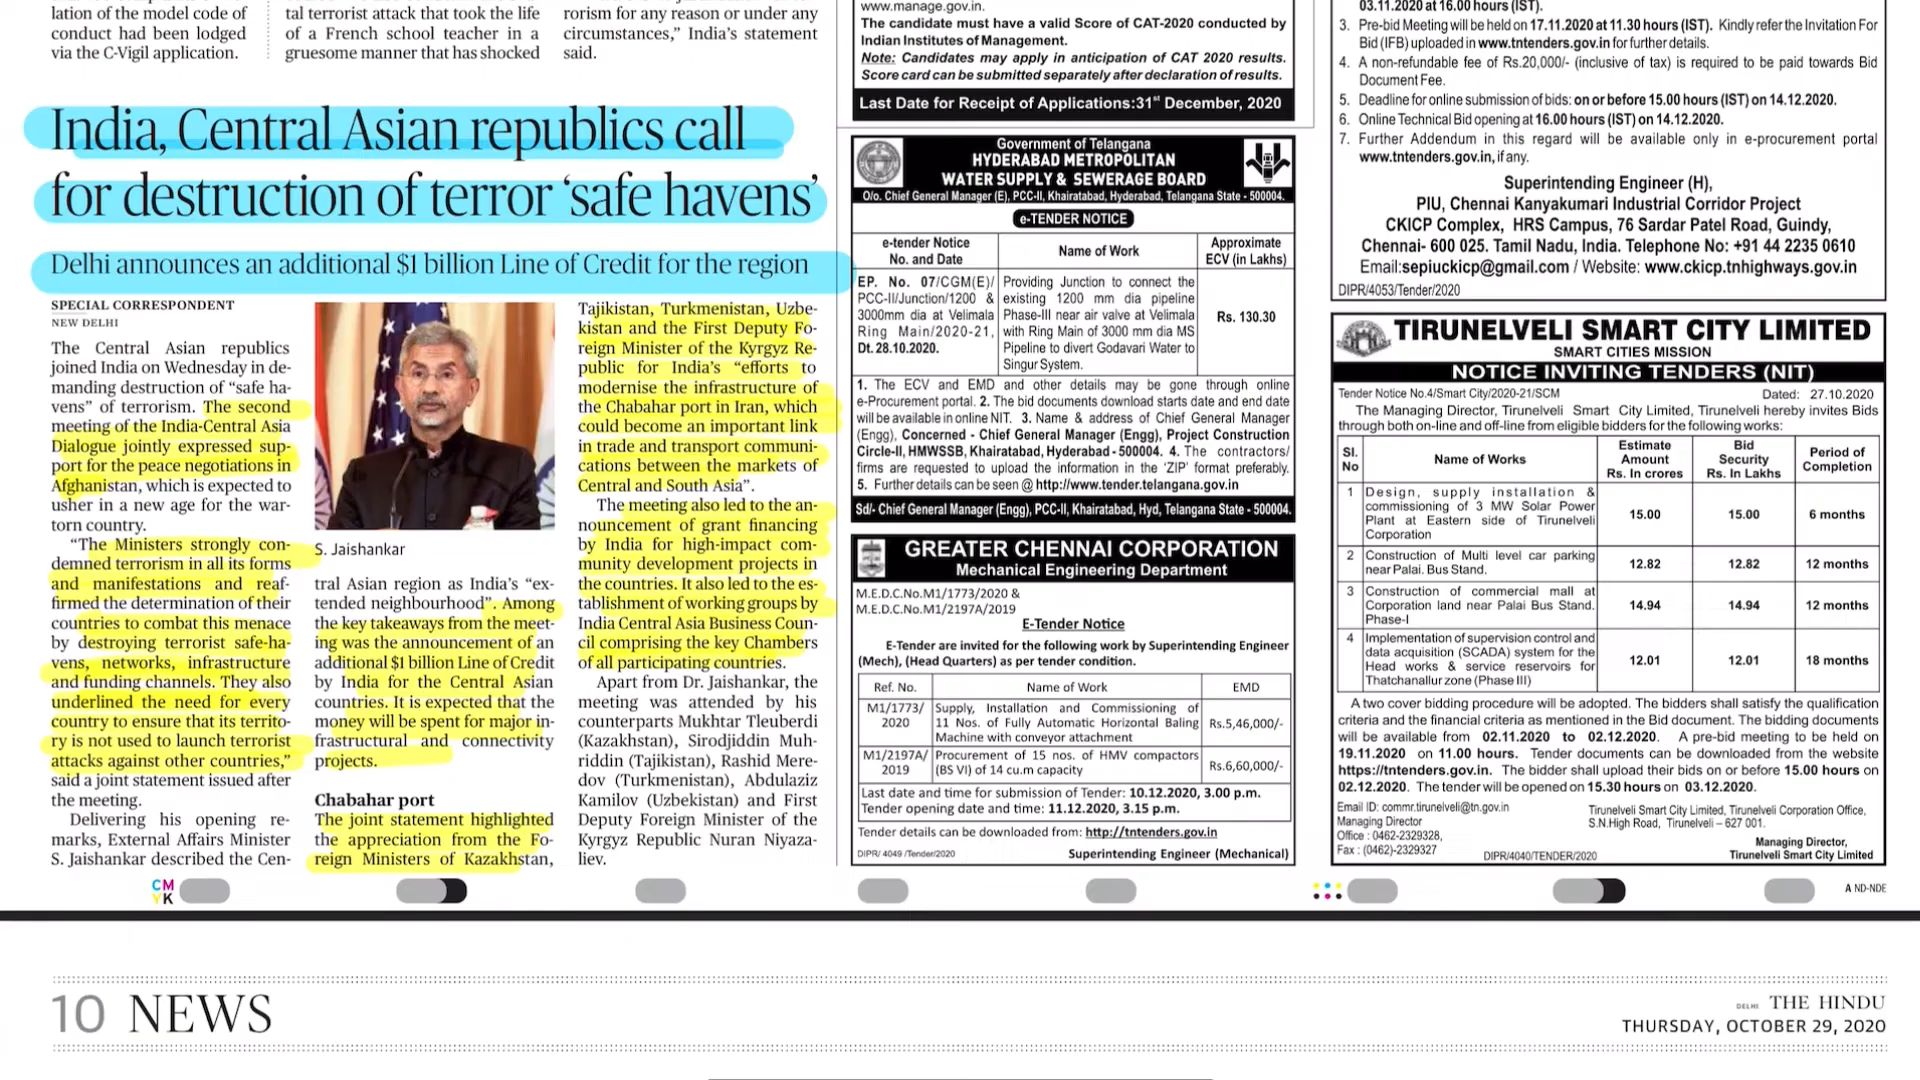 lation of the model code of
conduct had been lodged
via the C-Vigil application.
tal terrorist attack that took the life
of a French school teacher in a
gruesome manner that has shocked
rorism for any reason or under any
circumstances,” India’s statement
said.
India, Central Asian republics call
for destruction of terror ‘safe havens’
Delhi announces an additional $1 billion Line of Credit for the region
SPECIAL CORRESPONDENT
NEW DELHI
The Central Asian republics
joined India on Wednesday in de-
manding destruction of “safe ha-
vens” of terrorism. The second
meeting of the India-Central Asia
Dialogue jointly expressed sup-
port for the peace negotiations in
Afghanistan, which is expected to
usher in a new age for the war-
torn country.
“The Ministers strongly con-
demned terrorism in all its forms
and manifestations and reaf-
firmed the determination of their
countries to combat this menace
by destroying terrorist safe-ha-
vens, networks, infrastructure
and funding channels. They also
underlined the need for every
country to ensure that its territo-
ry is not used to launch terrorist
attacks against other countries,”
said a joint statement issued after
the meeting.
Delivering his opening re-
marks, External Affairs Minister
S. Jaishankar described the Cen-
S. Jaishankar
tral Asian region as India’s “ex-
tended neighbourhood”. Among
the key takeaways from the meet-
ing was the announcement of an
additional $1 billion Line of Credit
by India for the Central Asian
countries. It is expected that the
money will be spent for major in-
frastructural and connectivity
projects.
Chabahar port
The joint statement highlighted
the appreciation from the Fo-
reign Ministers of Kazakhstan,
Tajikistan, Turkmenistan, Uzbe-
kistan and the First Deputy Fo-
reign Minister of the Kyrgyz Re-
public for India’s “efforts to
modernise the infrastructure of
the Chabahar port in Iran, which
could become an important link
in trade and transport communi-
cations between the markets of
Central and South Asia”.
The meeting also led to the an-
nouncement of grant financing
by India for high-impact com-
munity development projects in
the countries. It also led to the es-
tablishment of working groups by
India Central Asia Business Coun-
cil comprising the key Chambers
of all participating countries.
Apart from Dr. Jaishankar, the
meeting was attended by his
counterparts Mukhtar Tleuberdi
(Kazakhstan), Sirodjiddin Muh-
riddin (Tajikistan), Rashid Mere-
dov (Turkmenistan), Abdulaziz
Kamilov (Uzbekistan) and First
Deputy Foreign Minister of the
Kyrgyz Republic Nuran Niyaza-
liev.
www.manage.gov.in.
The candidate must have a valid Score of CAT-2020 conducted by
Indian Institutes of Management.
Note: Candidates may apply in anticipation of CAT 2020 results.
Score card can be submitted separately after declaration of results.
Last Date for Receipt of Applications:31st December, 2020
Government of Telangana
HYDERABAD METROPOLITAN
WATER SUPPLY & SEWERAGE BOARD
O/o. Chief General Manager (E), PCC-II, Khairatabad, Hyderabad, Telangana State - 500004.
e-TENDER NOTICE
e-tender Notice No. and Date
Name of Work
Approximate ECV (in Lakhs)
EP. No. 07/CGM(E)/
PCC-II/Junction/1200 &
3000mm dia at Velimala
Ring Main/2020-21,
Dt. 28.10.2020.
Providing Junction to connect the
existing 1200 mm dia pipeline
Phase-III near air valve at Velimala
with Ring Main of 3000 mm dia MS
Pipeline to divert Godavari Water to
Singur System.
Rs. 130.30
1. The ECV and EMD and other details may be gone through online
e-Procurement portal. 2. The bid documents download starts date and end date
will be available in online NIT. 3. Name & address of Chief General Manager
(Engg), Concerned - Chief General Manager (Engg), Project Construction
Circle-II, HMWSSB, Khairatabad, Hyderabad - 500004. 4. The contractors/
firms are requested to upload the information in the ‘ZIP’ format preferably.
5. Further details can be seen @ http://www.tender.telangana.gov.in
Sd/- Chief General Manager (Engg), PCC-II, Khairatabad, Hyd, Telangana State - 500004.
GREATER CHENNAI CORPORATION
Mechanical Engineering Department
M.E.D.C.No.M1/1773/2020 &
M.E.D.C.No.M1/2197A/2019
E-Tender Notice
E-Tender are invited for the following work by Superintending Engineer
(Mech), (Head Quarters) as per tender condition.
Ref. No.
Name of Work
EMD
M1/1773/
2020
Supply, Installation and Commissioning of
11 Nos. of Fully Automatic Horizontal Baling
Machine with conveyor attachment
Rs.5,46,000/-
M1/2197A/
2019
Procurement of 15 nos. of HMV compactors
(BS VI) of 14 cu.m capacity
Rs.6,60,000/-
Last date and time for submission of Tender: 10.12.2020, 3.00 p.m.
Tender opening date and time: 11.12.2020, 3.15 p.m.
Tender details can be downloaded from: http://tntenders.gov.in
DIPR/ 4049 /Tender/2020
Superintending Engineer (Mechanical)
03.11.2020 at 16.00 hours (IST).
3. Pre-bid Meeting will be held on 17.11.2020 at 11.30 hours (IST). Kindly refer the Invitation For
Bid (IFB) uploaded in www.tntenders.gov.in for further details.
4. A non-refundable fee of Rs.20,000/- (inclusive of tax) is required to be paid towards Bid
Document Fee.
5. Deadline for online submission of bids: on or before 15.00 hours (IST) on 14.12.2020.
6. Online Technical Bid opening at 16.00 hours (IST) on 14.12.2020.
7. Further Addendum in this regard will be available only in e-procurement portal
www.tntenders.gov.in, if any.
Superintending Engineer (H),
PIU, Chennai Kanyakumari Industrial Corridor Project
CKICP Complex, HRS Campus, 76 Sardar Patel Road, Guindy,
Chennai- 600 025. Tamil Nadu, India. Telephone No: +91 44 2235 0610
Email:sepiuckicp@gmail.com / Website: www.ckicp.tnhighways.gov.in
DIPR/4053/Tender/2020
TIRUNELVELI SMART CITY LIMITED
SMART CITIES MISSION
NOTICE INVITING TENDERS (NIT)
Tender Notice No.4/Smart City/2020-21/SCM
Dated: 27.10.2020
The Managing Director, Tirunelveli Smart City Limited, Tirunelveli hereby invites Bids
through both on-line and off-line from eligible bidders for the following works:
Sl. No
Name of Works
Estimate Amount Rs. In crores
Bid Security Rs. In Lakhs
Period of Completion
1
Design, supply installation &
commissioning of 3 MW Solar Power
Plant at Eastern side of Tirunelveli
Corporation
15.00
15.00
6 months
2
Construction of Multi level car parking
near Palai. Bus Stand.
12.82
12.82
12 months
3
Construction of commercial mall at
Corporation land near Palai Bus Stand.
Phase-I
14.94
14.94
12 months
4
Implementation of supervision control and
data acquisition (SCADA) system for the
Head works & service reservoirs for
Thatchanallur zone (Phase III)
12.01
12.01
18 months
A two cover bidding procedure will be adopted. The bidders shall satisfy the qualification
criteria and the financial criteria as mentioned in the Bid document. The bidding documents
will be available from 02.11.2020 to 02.12.2020. A pre-bid meeting to be held on
19.11.2020 on 11.00 hours. Tender documents can be downloaded from the website
https://tntenders.gov.in. The bidder shall upload their bids on or before 15.00 hours on
02.12.2020. The tender will be opened on 15.30 hours on 03.12.2020.
Email ID: commr.tirunelveli@tn.gov.in
Managing Director
Office : 0462-2329328,
Fax : (0462)-2329327
Tirunelveli Smart City Limited, Tirunelveli Corporation Office,
S.N.High Road, Tirunelveli – 627 001.
DIPR/4040/TENDER/2020
Managing Director,
Tirunelveli Smart City Limited
CM
YK
A ND-NDE
10 NEWS
DELHI THE HINDU
THURSDAY, OCTOBER 29, 2020